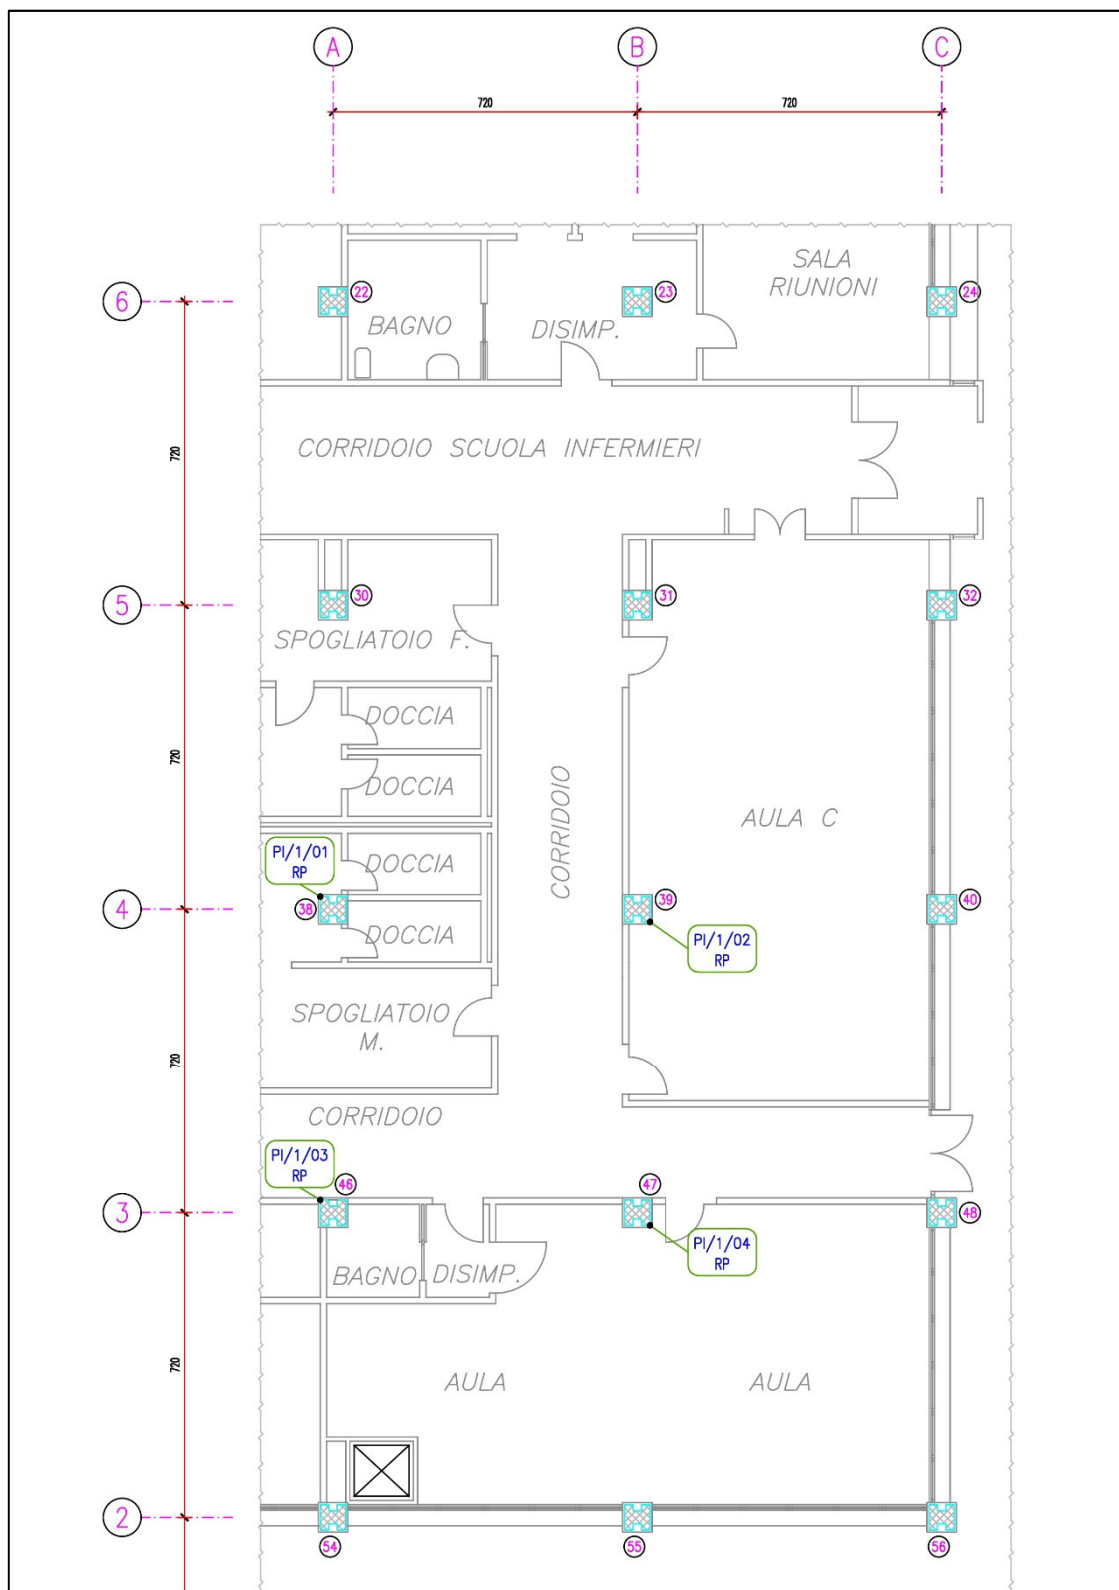 A
B
C
720
720
SALA
RIUNIONI
6
22
23
24
BAGNO
DISIMP.
720
CORRIDOIO SCUOLA INFERMIERI
5
30
31
32
SPOGLIATOIO F.
DOCCIA
720
DOCCIA
CORRIDOIO
AULA C
PI/1/01
RP
DOCCIA
4
38
39
40
DOCCIA
PI/1/02
RP
SPOGLIATOIO
M.
720
CORRIDOIO
PI/1/03
RP
46
47
3
48
PI/1/04
RP
BAGNO
DISIMP.
720
AULA
AULA
2
54
55
56